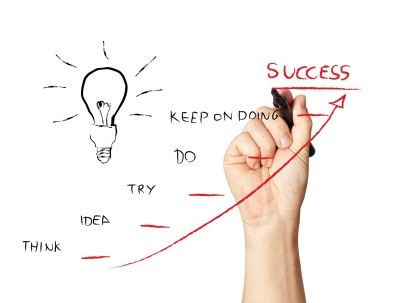 SUCCESS
KEEP ON DOING
DO
TRY
IDEA
THINK